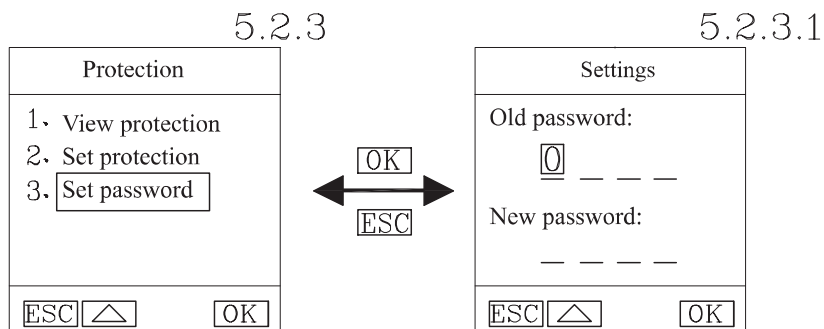 5.2.3
Protection
1. View protection
2. Set protection
3. Set password
ESC OK
OK
ESC
5.2.3.1
Settings
Old password:
0 _ _ _
New password:
_ _ _ _
ESC OK